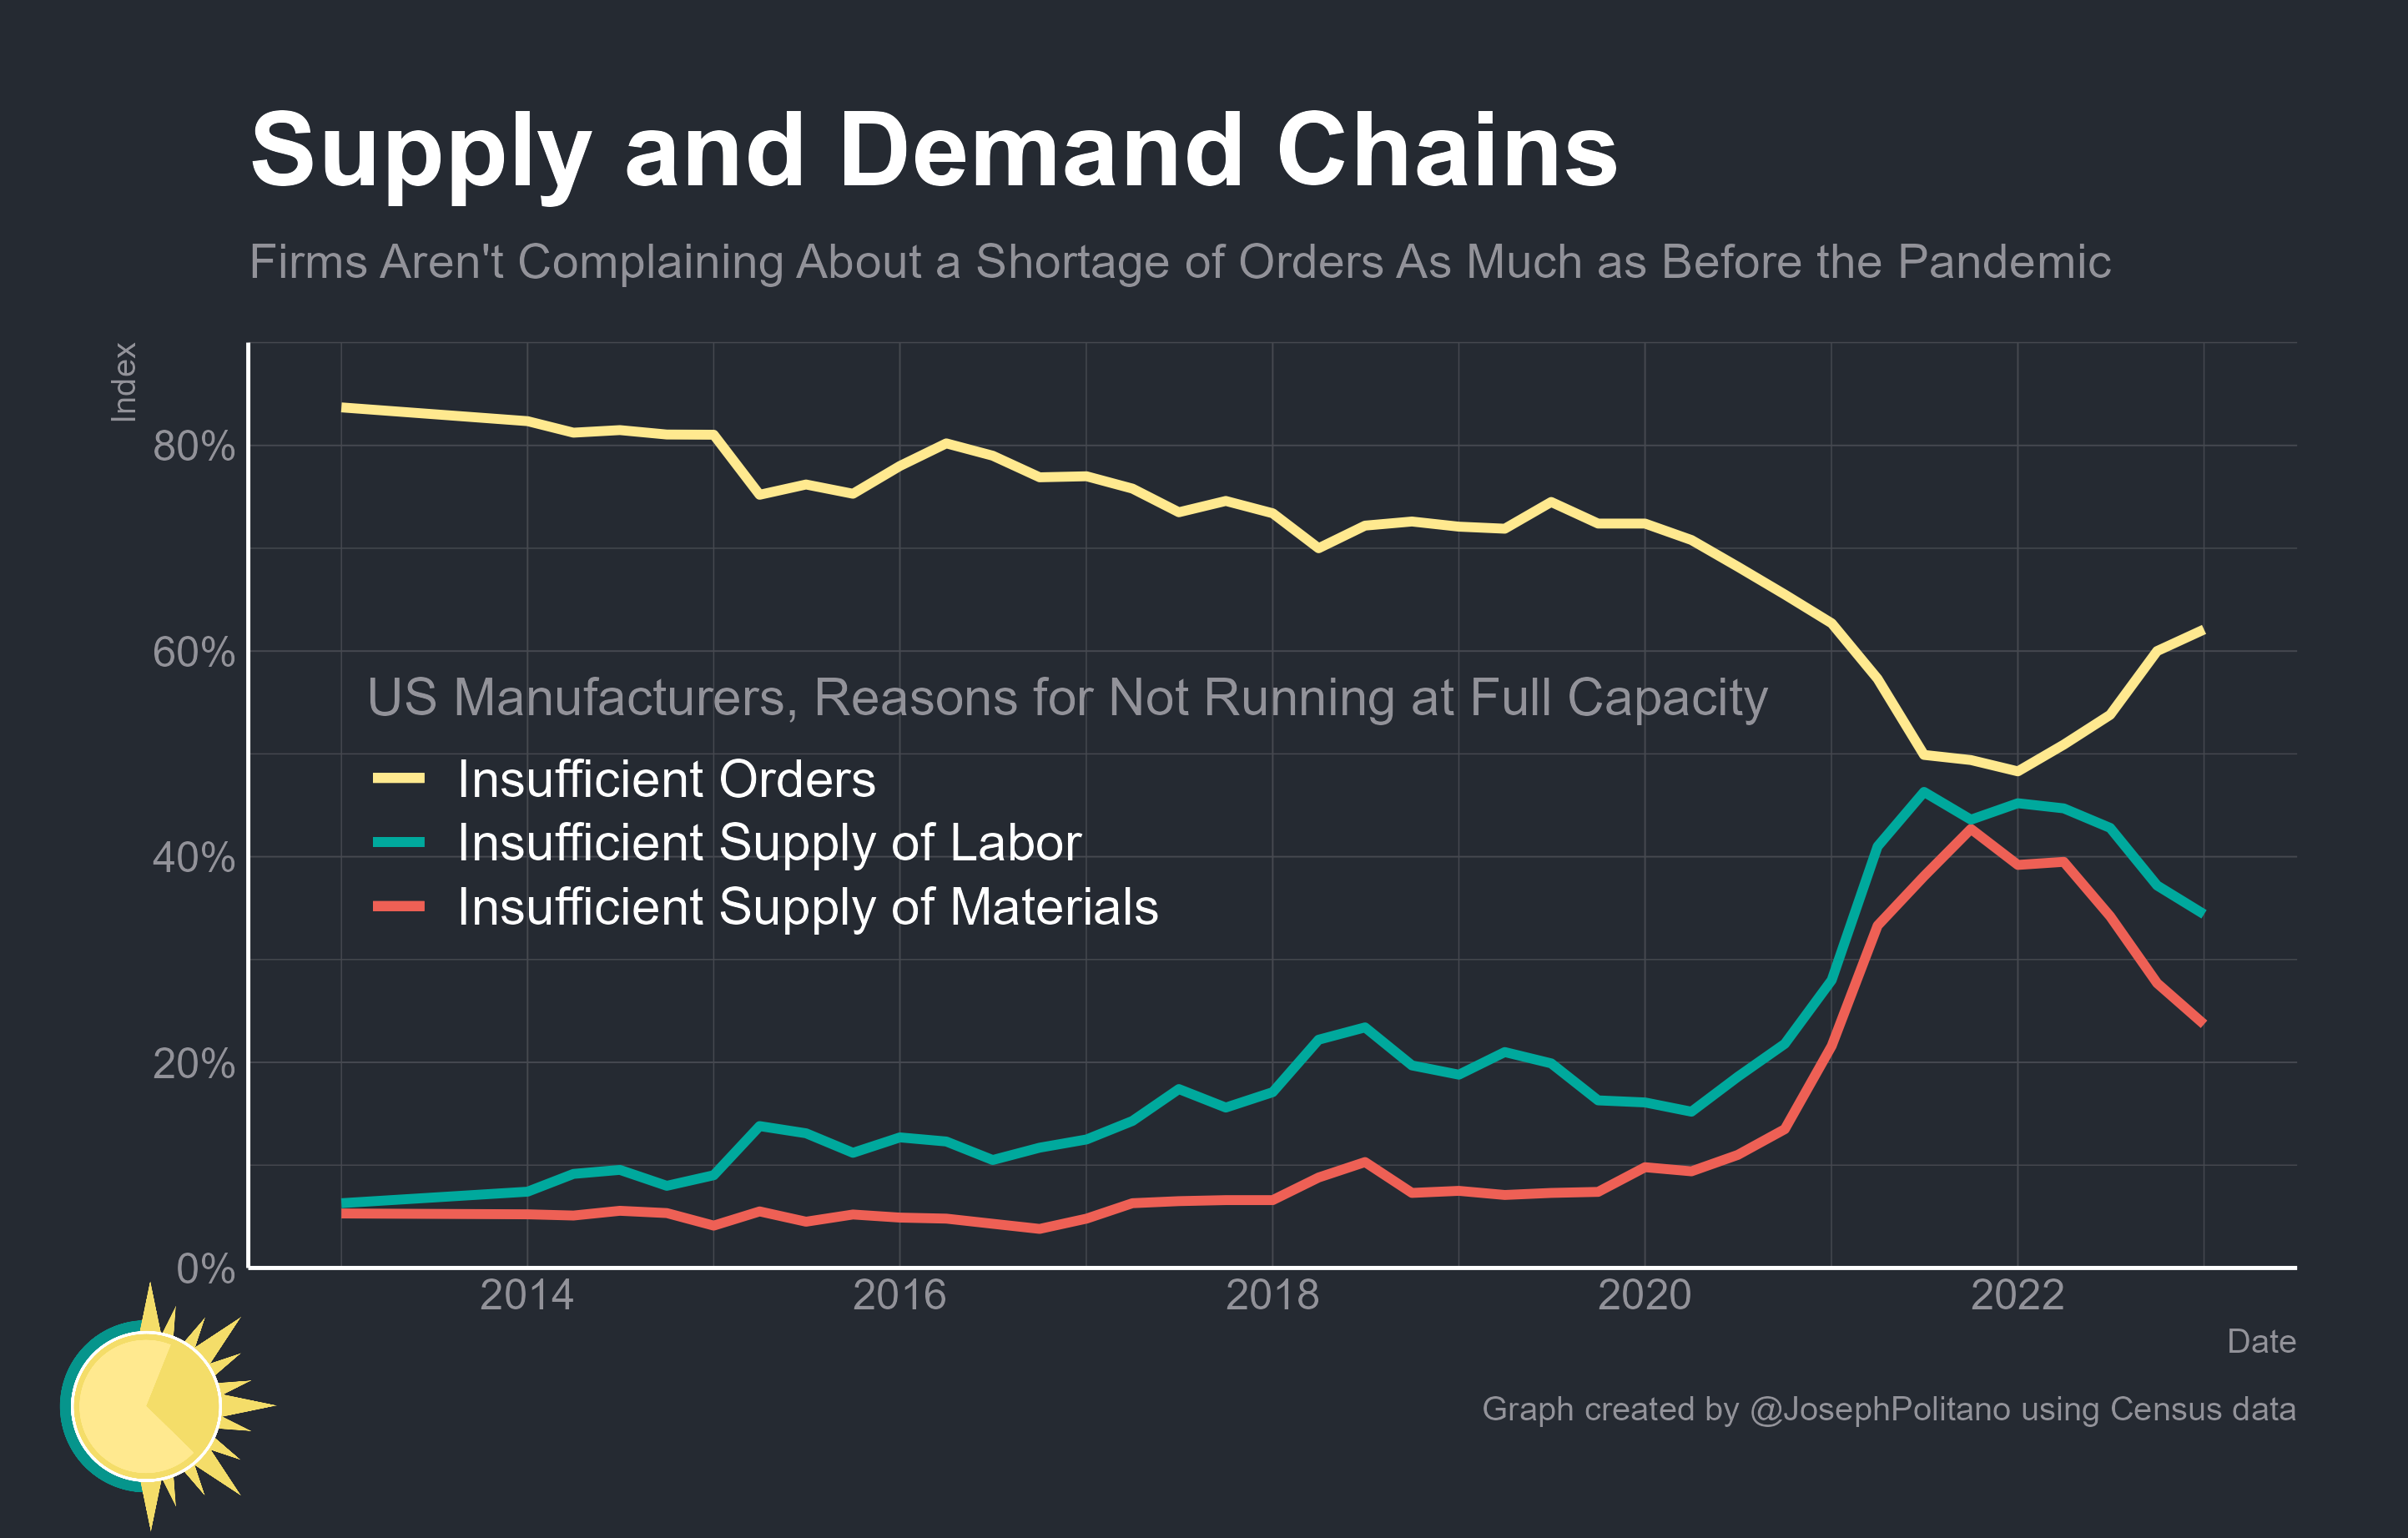 Supply and Demand Chains
Firms Aren't Complaining About a Shortage of Orders As Much as Before the Pandemic
Index
80%
60%
40%
20%
0%
US Manufacturers, Reasons for Not Running at Full Capacity
Insufficient Orders
Insufficient Supply of Labor
Insufficient Supply of Materials
2014
2016
2018
2020
2022
Date
Graph created by @JosephPolitano using Census data